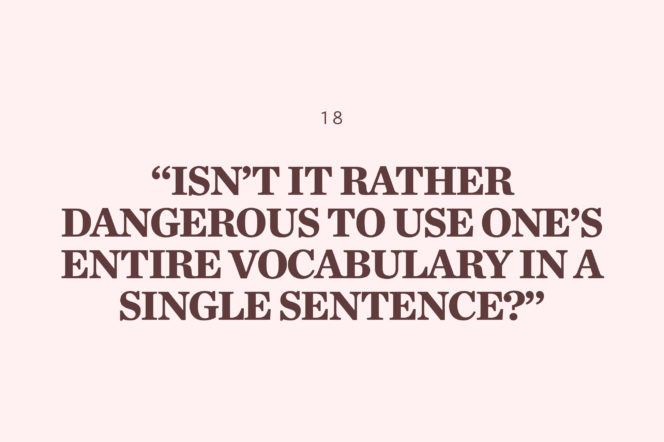 18
“ISN’T IT RATHER
DANGEROUS TO USE ONE’S
ENTIRE VOCABULARY IN A
SINGLE SENTENCE?”